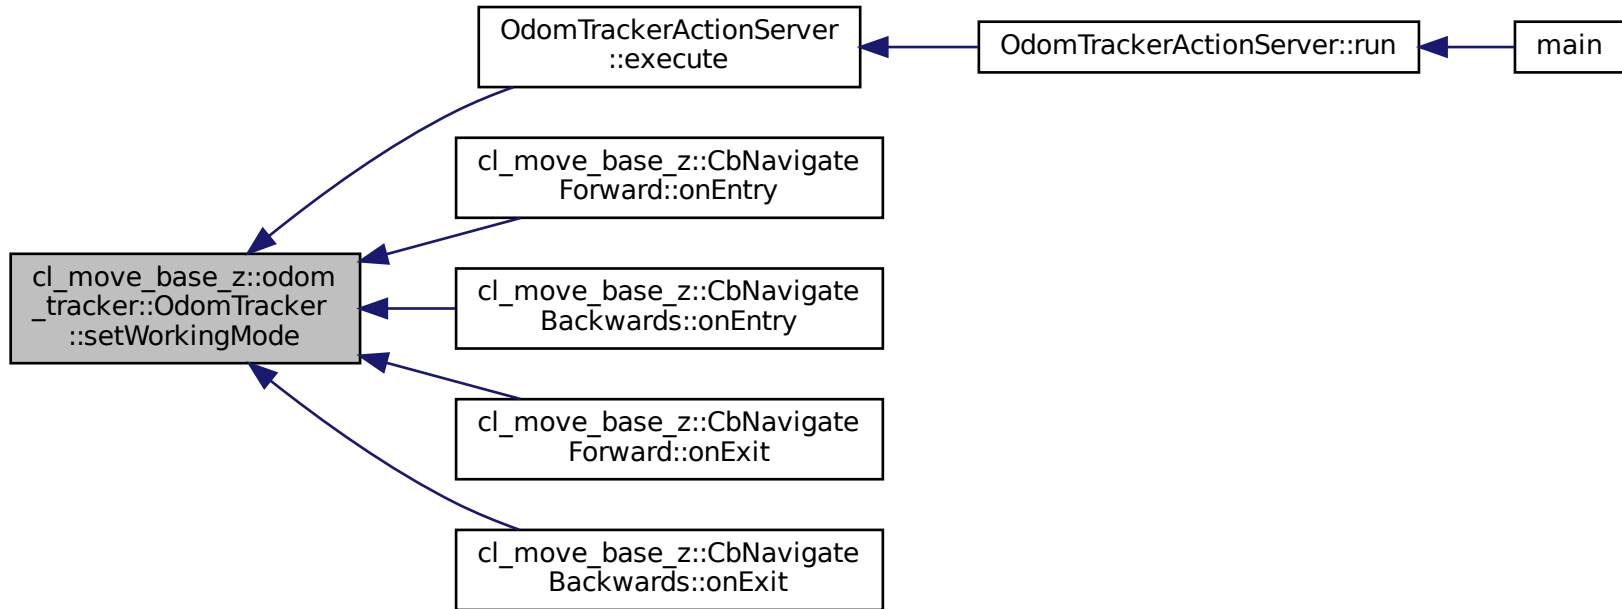 OdomTrackerActionServer
::execute
OdomTrackerActionServer::run
main
cl_move_base_z::CbNavigate
Forward::onEntry
cl_move_base_z::odom
_tracker::OdomTracker
::setWorkingMode
cl_move_base_z::CbNavigate
Backwards::onEntry
cl_move_base_z::CbNavigate
Forward::onExit
cl_move_base_z::CbNavigate
Backwards::onExit